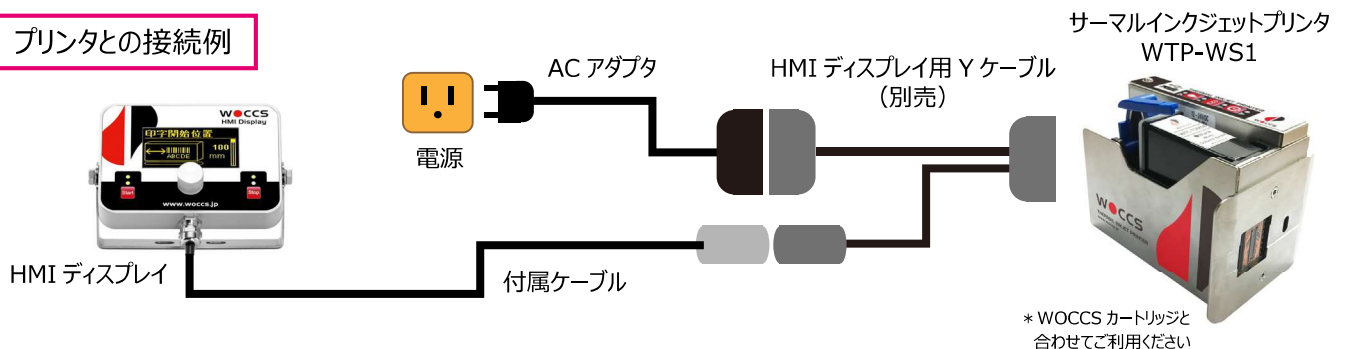 プリンタとの接続例
サーマルインクジェットプリンタ
WTP-WS1
AC アダプタ
HMI ディスプレイ用 Y ケーブル
（別売）
電源
WOCCS
HMI Display
印字開始位置
100
mm
ABCDE
Start
Stop
www.woccs.jp
HMI ディスプレイ
付属ケーブル
WOCCS
* WOCCS カートリッジと
合わせてご利用ください